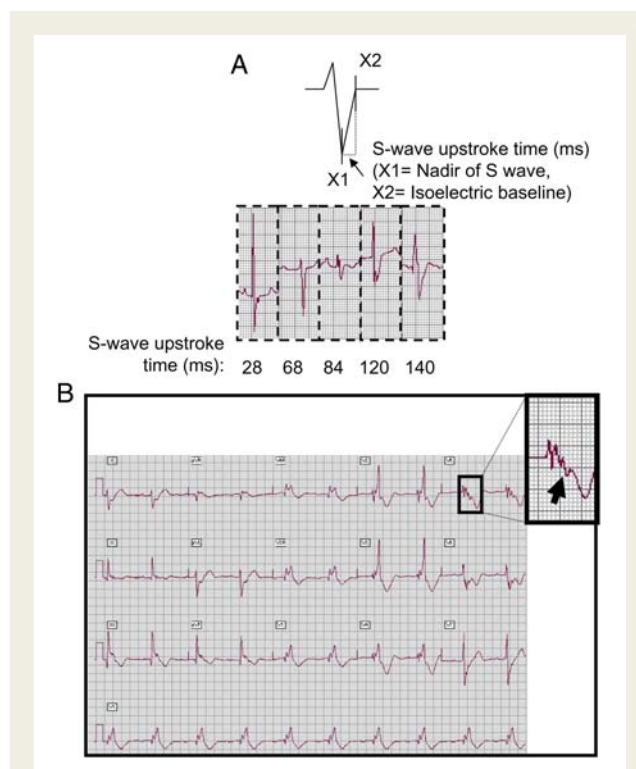 A
X2
S-wave upstroke time (ms)
(X1= Nadir of S wave,
X2= Isoelectric baseline)
X1
S-wave upstroke
time (ms): 28 68 84 120 140
B